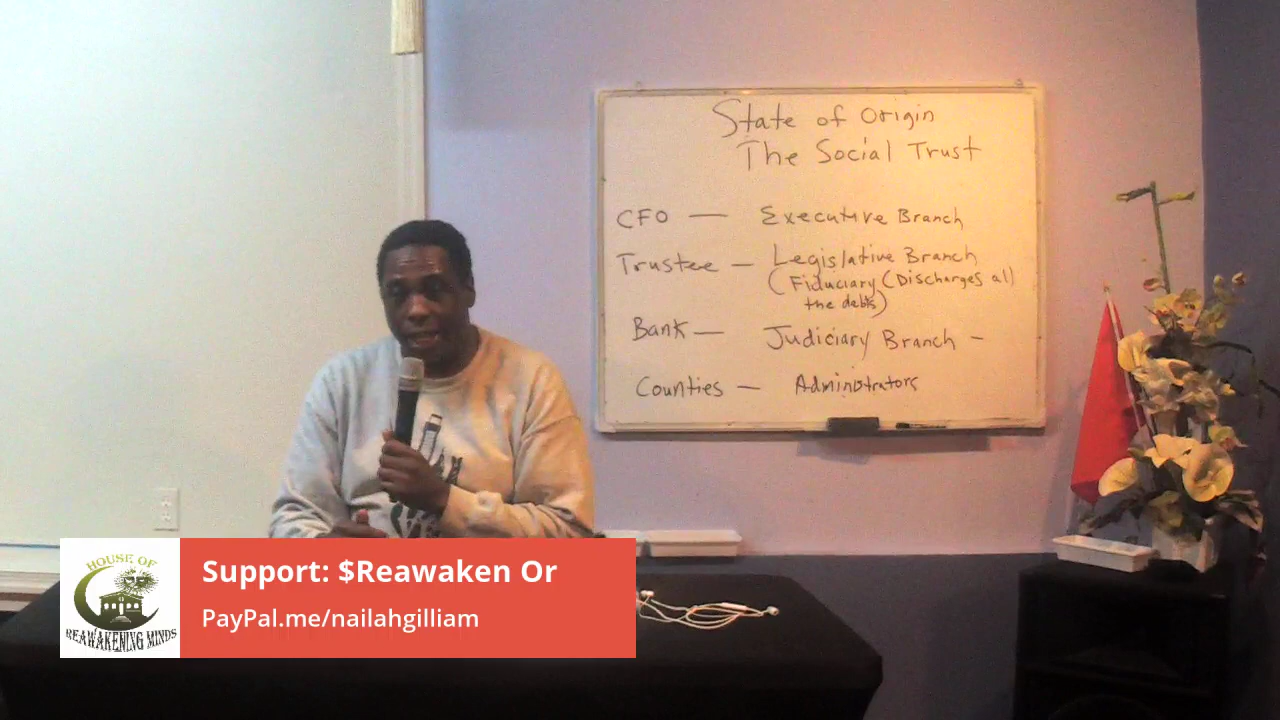 State of Origin
The Social Trust
CFO — Executive Branch
Trustee — Legislative Branch
(Fiduciary (Discharges all
the debts)
Bank — Judiciary Branch –
Counties — Administrators
HOUSE OF
REAWAKENING MINDS
Support: $Reawaken Or
PayPal.me/nailahgilliam